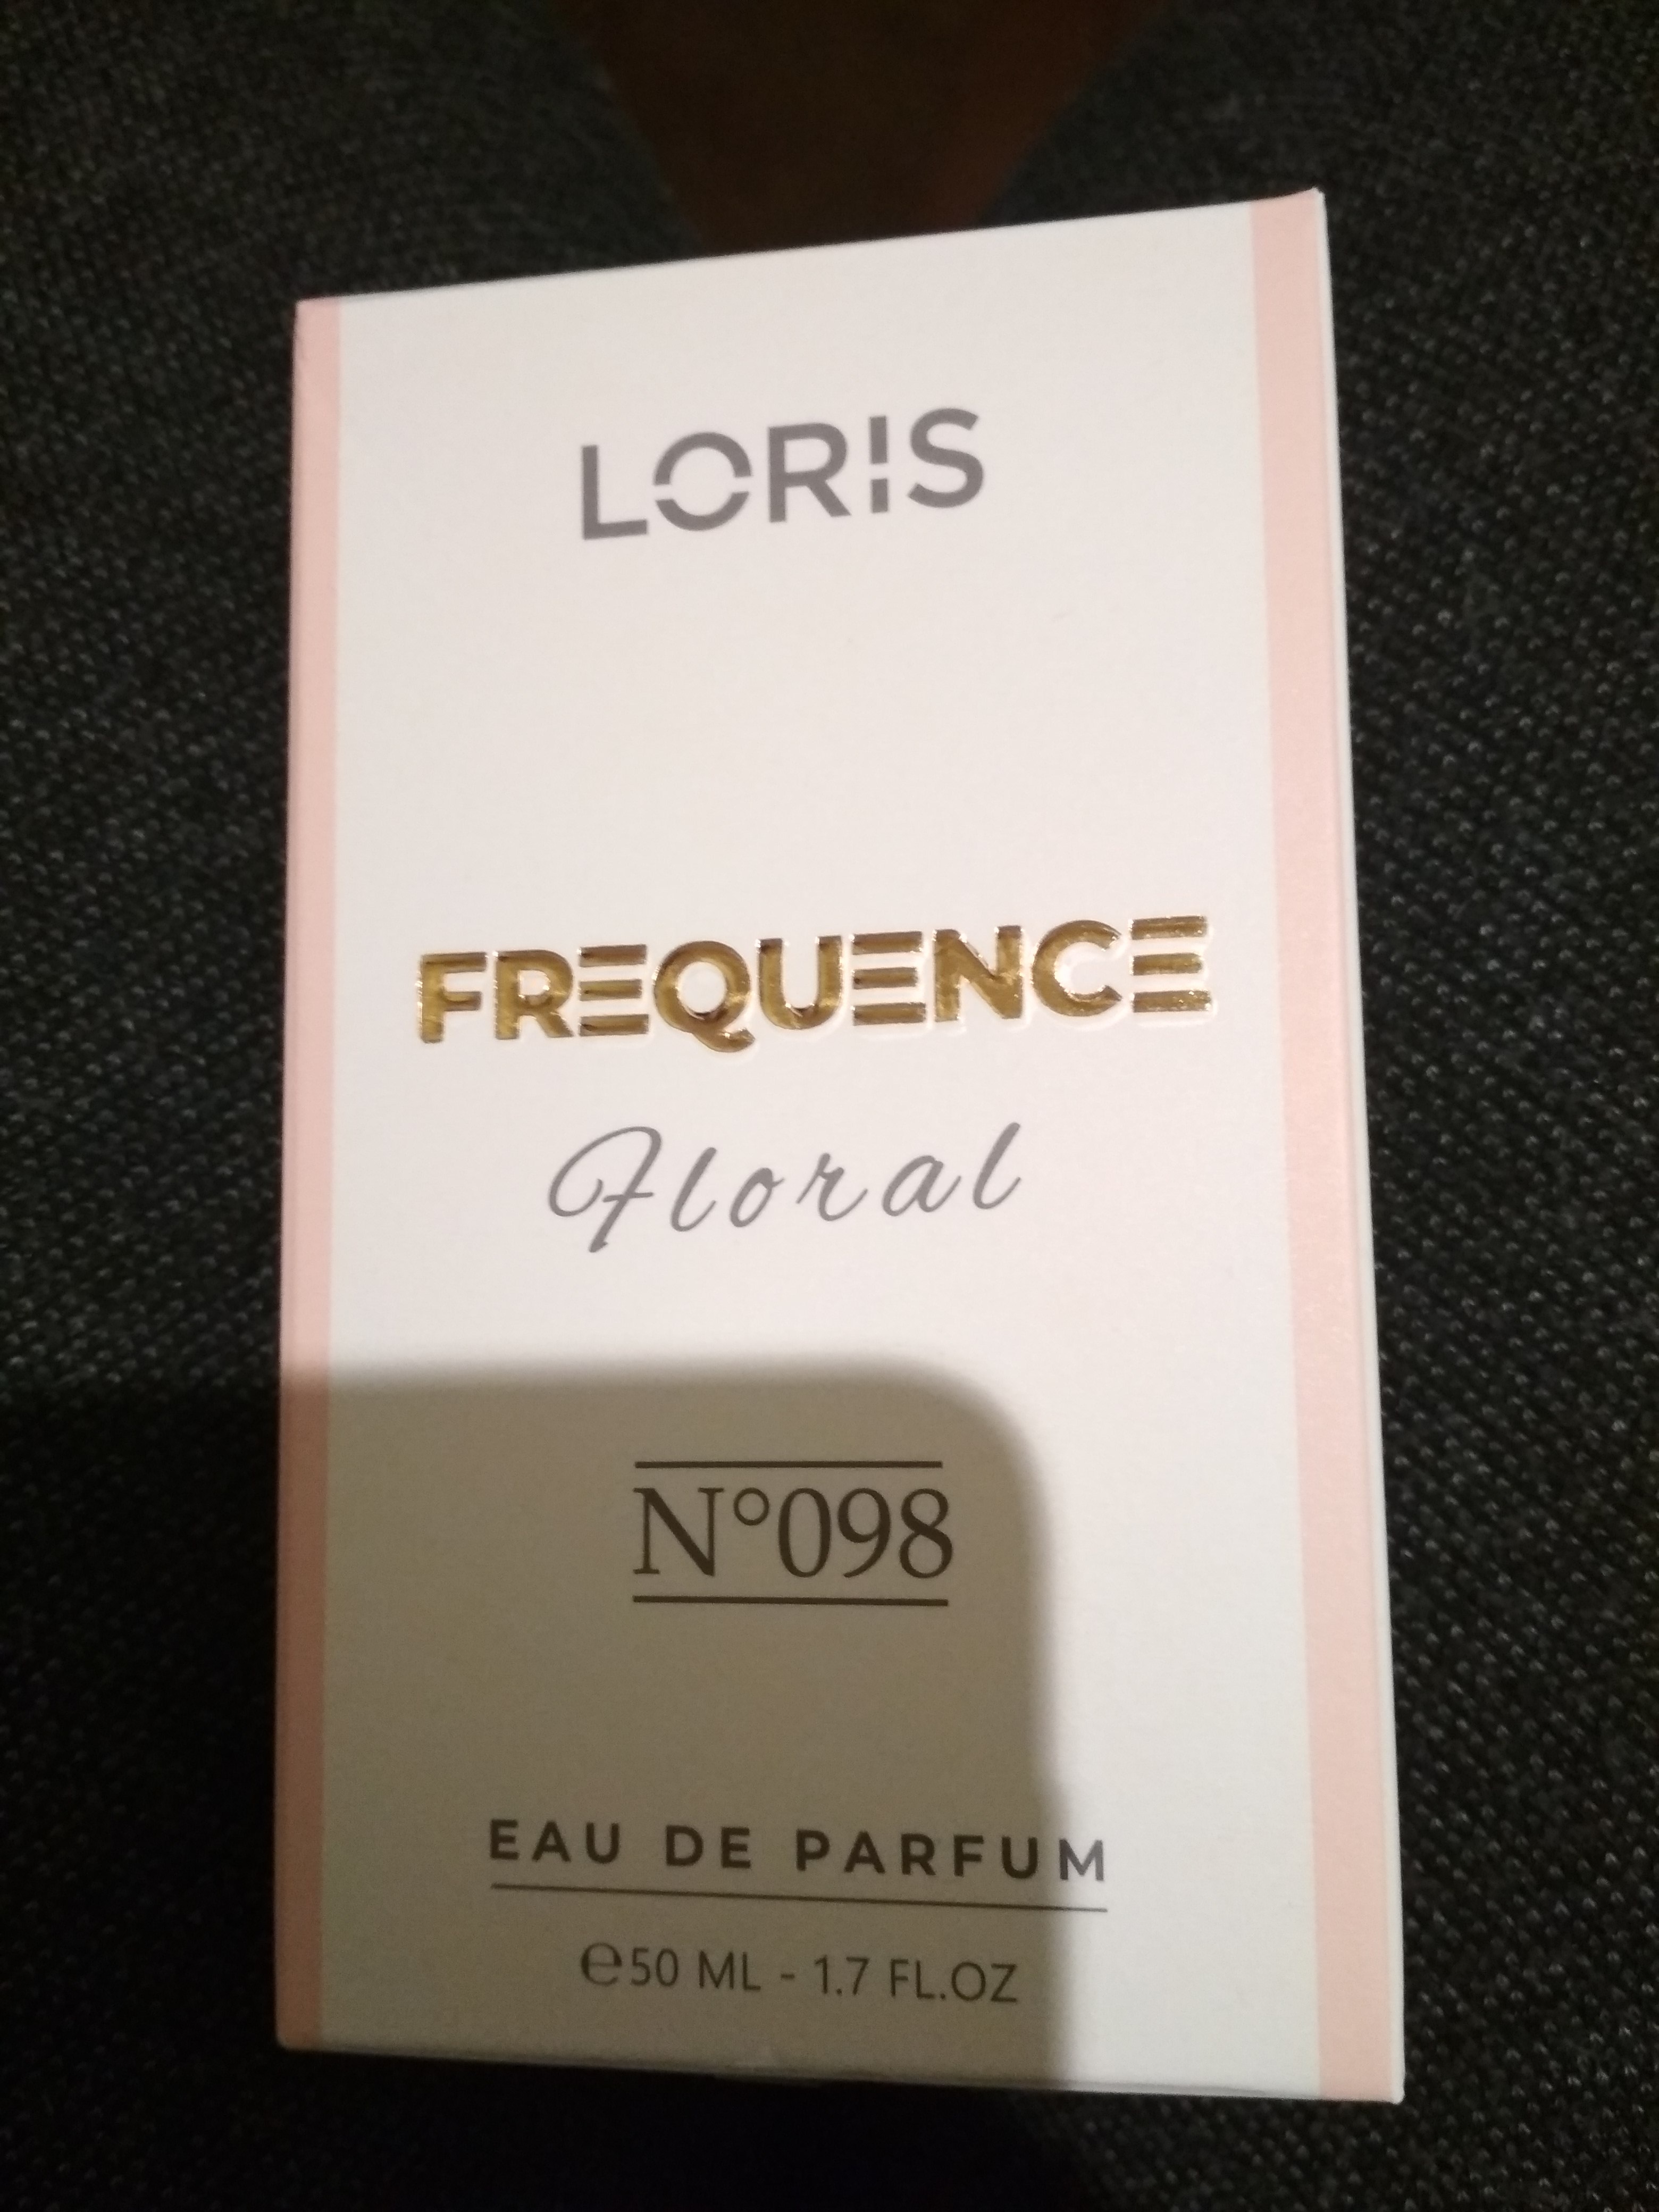 LORIS
FREQUENCE
Floral
N°098
EAU DE PARFUM
℮50 ML - 1.7 FL.OZ